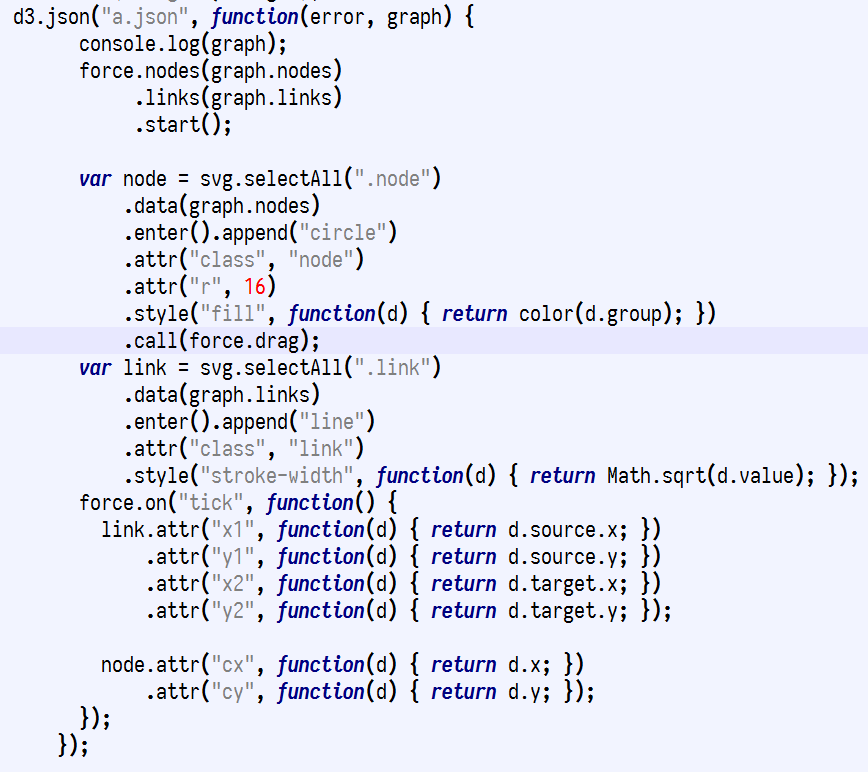 d3.json("a.json", function(error, graph) {
console.log(graph);
force.nodes(graph.nodes)
.links(graph.links)
.start();
var node = svg.selectAll(".node")
.data(graph.nodes)
.enter().append("circle")
.attr("class", "node")
.attr("r", 16)
.style("fill", function(d) { return color(d.group); })
.call(force.drag);
var link = svg.selectAll(".link")
.data(graph.links)
.enter().append("line")
.attr("class", "link")
.style("stroke-width", function(d) { return Math.sqrt(d.value); });
force.on("tick", function() {
link.attr("x1", function(d) { return d.source.x; })
.attr("y1", function(d) { return d.source.y; })
.attr("x2", function(d) { return d.target.x; })
.attr("y2", function(d) { return d.target.y; });
node.attr("cx", function(d) { return d.x; })
.attr("cy", function(d) { return d.y; });
});
});